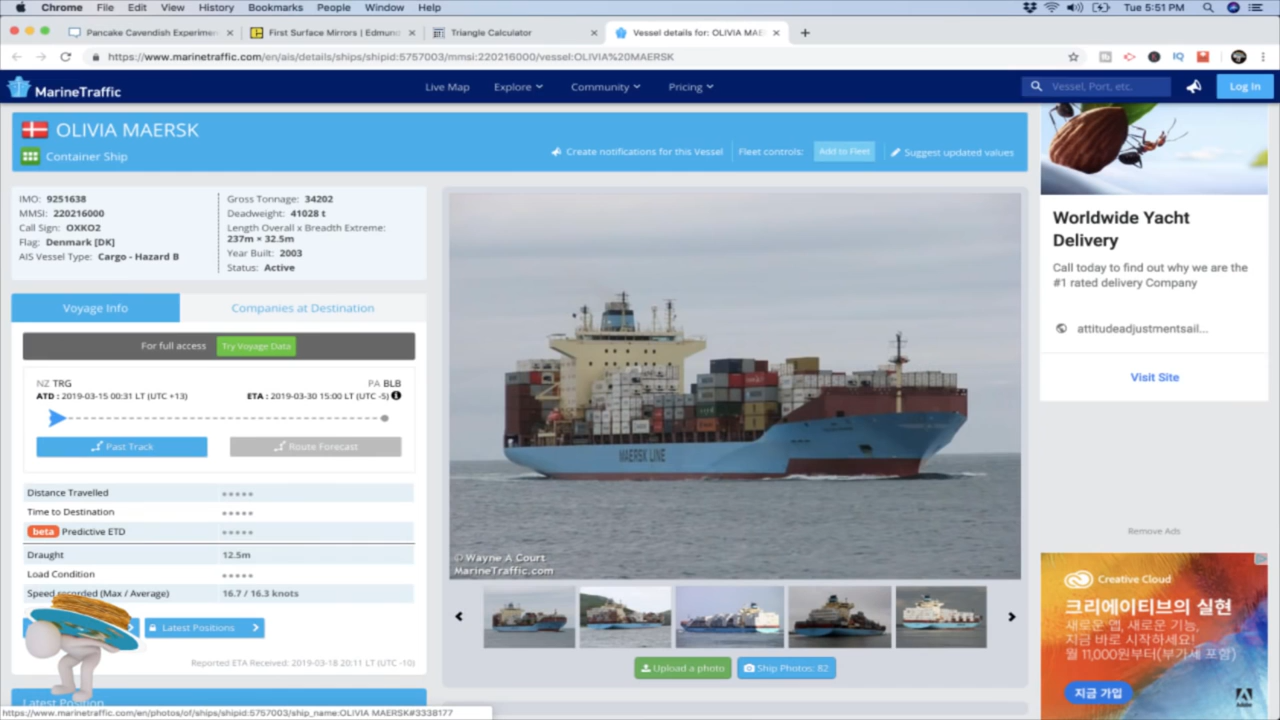 Chrome File Edit View History Bookmarks People Window Help
Tue 5:51 PM
Pancake Cavendish Experimen
First Surface Mirrors | Edmund
Triangle Calculator
Vessel details for: OLIVIA MAE
https://www.marinetraffic.com/en/ais/details/ships/shipid:5757003/mmsi:220216000/vessel:OLIVIA%20MAERSK
IQ
MarineTraffic
Live Map
Explore
Community
Pricing
Vessel, Port, etc.
Log In
OLIVIA MAERSK
Container Ship
Create notifications for this Vessel
Fleet controls:
Add to Fleet
Suggest updated values
IMO: 9251638
MMSI: 220216000
Call Sign: OXKO2
Flag: Denmark [DK]
AIS Vessel Type: Cargo - Hazard B
Gross Tonnage: 34202
Deadweight: 41028 t
Length Overall x Breadth Extreme:
237m × 32.5m
Year Built: 2003
Status: Active
Voyage Info
Companies at Destination
For full access
Try Voyage Data
NZ TRG
PA BLB
ATD : 2019-03-15 00:31 LT (UTC +13)
ETA : 2019-03-30 15:00 LT (UTC -5)
Past Track
Route Forecast
Distance Travelled *****
Time to Destination *****
beta Predictive ETD *****
Draught 12.5m
Load Condition *****
Speed recorded (Max / Average) 16.7 / 16.3 knots
Latest Positions
Reported ETA Received: 2019-03-18 20:11 LT (UTC -10)
Latest Position
https://www.marinetraffic.com/en/photos/of/ships/shipid:5757003/ship_name:OLIVIA MAERSK#3338177
MAERSK LINE
© Wayne A Court
MarineTraffic.com
Upload a photo
Ship Photos: 82
Worldwide Yacht
Delivery
Call today to find out why we are the
#1 rated delivery Company
attitudeadjustmentsail...
Visit Site
Remove Ads
Creative Cloud
크리에이티브의 실현
새로운 앱, 새로운 기능,
지금 바로 시작하세요!
월 11,000원부터(부가세 포함)
지금 가입
Adobe